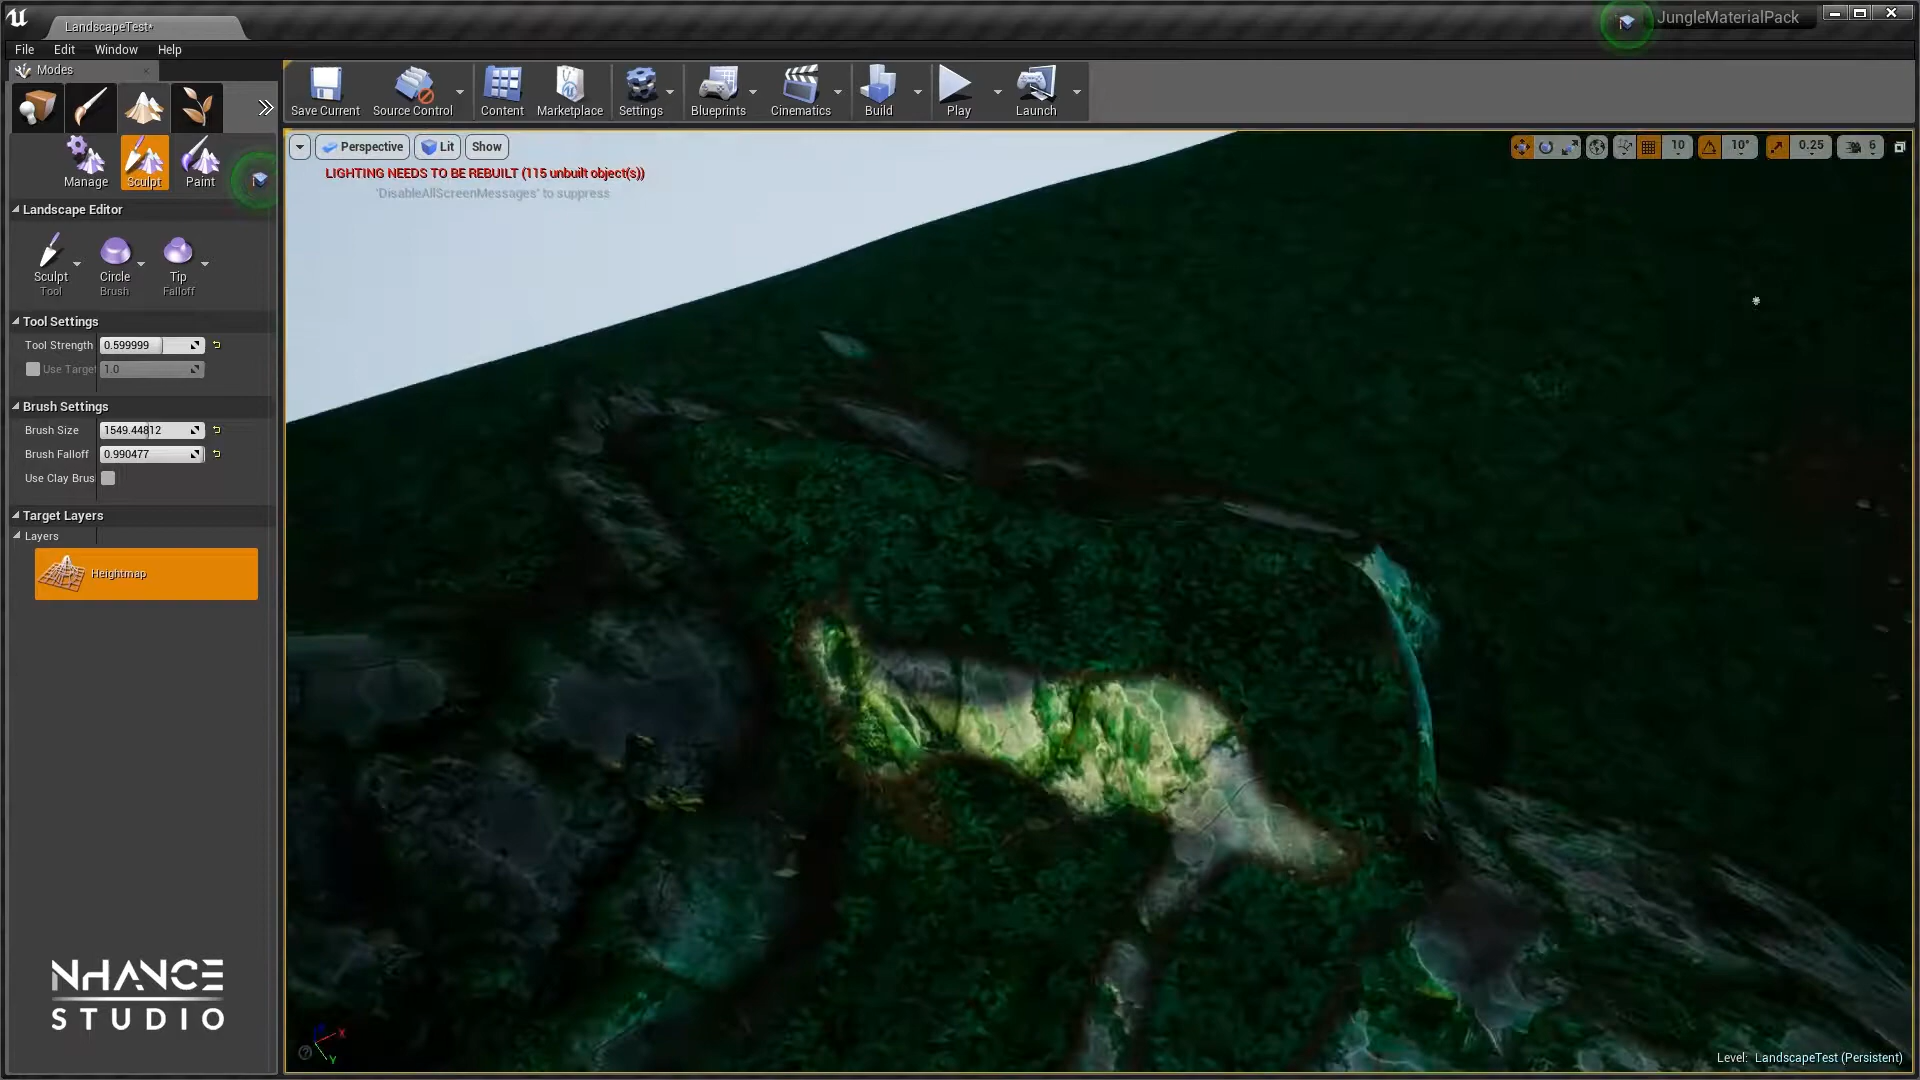 LandscapeTest•
JungleMaterialPack
File Edit Window Help
Modes
Save Current Source Control Content Marketplace Settings Blueprints Cinematics Build Play Launch
Manage Sculpt Paint
Perspective Lit Show
10 10° 0.25 6
LIGHTING NEEDS TO BE REBUILT (115 unbuilt object(s))
'DisableAllScreenMessages' to suppress
Landscape Editor
Sculpt Circle Tip
Tool Brush Falloff
Tool Settings
Tool Strength 0.599999
Use Target 1.0
Brush Settings
Brush Size 1549.44812
Brush Falloff 0.990477
Use Clay Brus
Target Layers
Layers
Heightmap
NHANCE
STUDIO
X
Y
Level: LandscapeTest (Persistent)